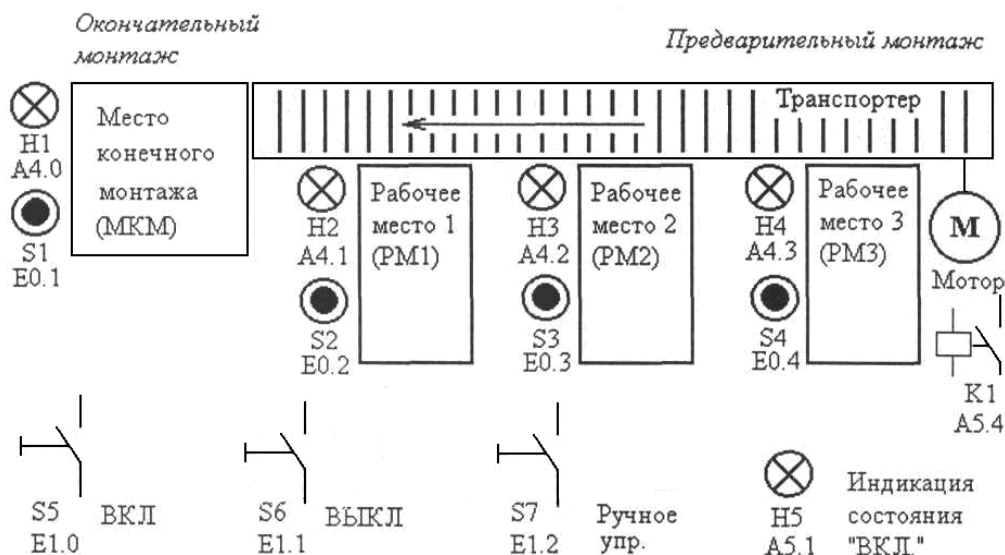 Окончательный
монтаж
Предварительный монтаж
Транспортер
Место
конечного
монтажа
(МКМ)
H1
A4.0
S1
E0.1
H2
A4.1
S2
E0.2
Рабочее
место 1
(РМ1)
H3
A4.2
S3
E0.3
Рабочее
место 2
(РМ2)
H4
A4.3
S4
E0.4
Рабочее
место 3
(РМ3)
М
Мотор
K1
A5.4
S5 ВКЛ
E1.0
S6 ВЫКЛ
E1.1
S7 Ручное
E1.2 упр.
H5
A5.1
Индикация
состояния
"ВКЛ."